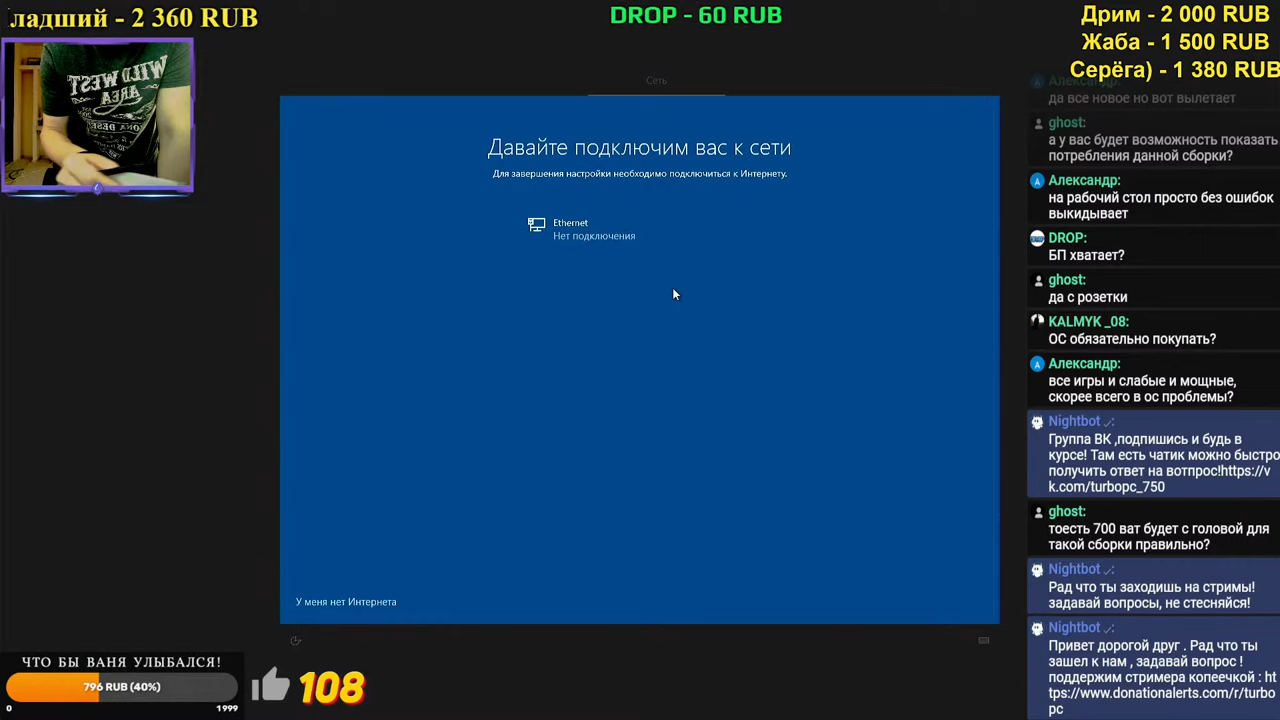 ладший - 2 360 RUB
DROP - 60 RUB
Дрим - 2 000 RUB
Жаба - 1 500 RUB
Серёга) - 1 380 RUB
WILD WEST
AREA
Сеть
Давайте подключим вас к сети
Для завершения настройки необходимо подключиться к Интернету.
Ethernet
Нет подключения
У меня нет Интернета
Александр:
да все новое но вот вылетает
ghost:
а у вас будет возможность показать
потребления данной сборки?
Александр:
на рабочий стол просто без ошибок
выкидывает
DROP:
БП хватает?
ghost:
да с розетки
KALMYK _08:
ОС обязательно покупать?
Александр:
все игры и слабые и мощные,
скорее всего в ос проблемы?
Nightbot :
Группа ВК ,подпишись и будь в
курсе! Там есть чатик можно быстро
получить ответ на вотпрос!https://v
k.com/turbopc_750
ghost:
тоесть 700 ват будет с головой для
такой сборки правильно?
Nightbot :
Рад что ты заходишь на стримы!
задавай вопросы, не стесняйся!
Nightbot :
Привет дорогой друг . Рад что ты
зашел к нам , задавай вопрос !
поддержим стримера копеечкой : ht
tps://www.donationalerts.com/r/turbo
pc
ЧТО БЫ ВАНЯ УЛЫБАЛСЯ!
796 RUB (40%)
0
1999
108